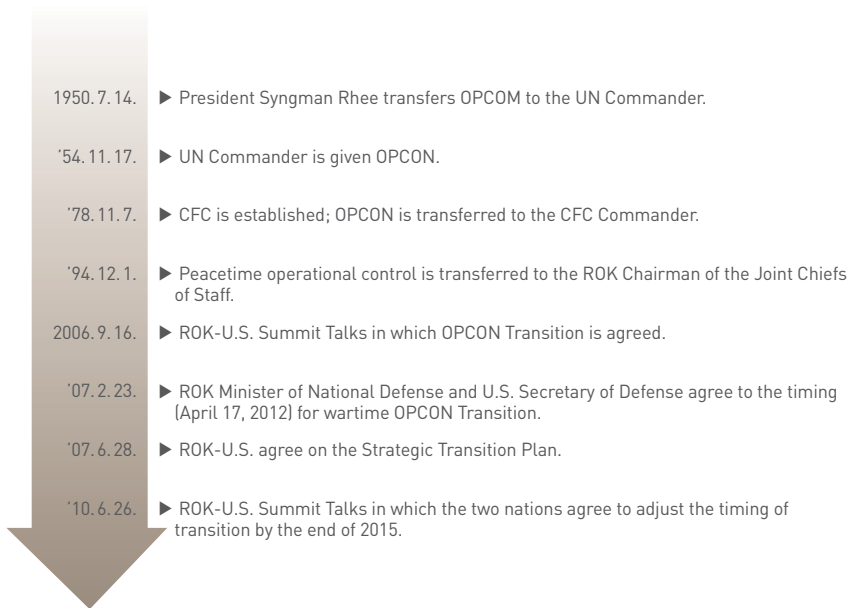 1950. 7. 14. ▶ President Syngman Rhee transfers OPCOM to the UN Commander.
'54. 11. 17. ▶ UN Commander is given OPCON.
'78. 11. 7. ▶ CFC is established; OPCON is transferred to the CFC Commander.
'94. 12. 1. ▶ Peacetime operational control is transferred to the ROK Chairman of the Joint Chiefs
of Staff.
2006. 9. 16. ▶ ROK-U.S. Summit Talks in which OPCON Transition is agreed.
'07. 2. 23. ▶ ROK Minister of National Defense and U.S. Secretary of Defense agree to the timing
(April 17, 2012) for wartime OPCON Transition.
'07. 6. 28. ▶ ROK-U.S. agree on the Strategic Transition Plan.
'10. 6. 26. ▶ ROK-U.S. Summit Talks in which the two nations agree to adjust the timing of
transition by the end of 2015.